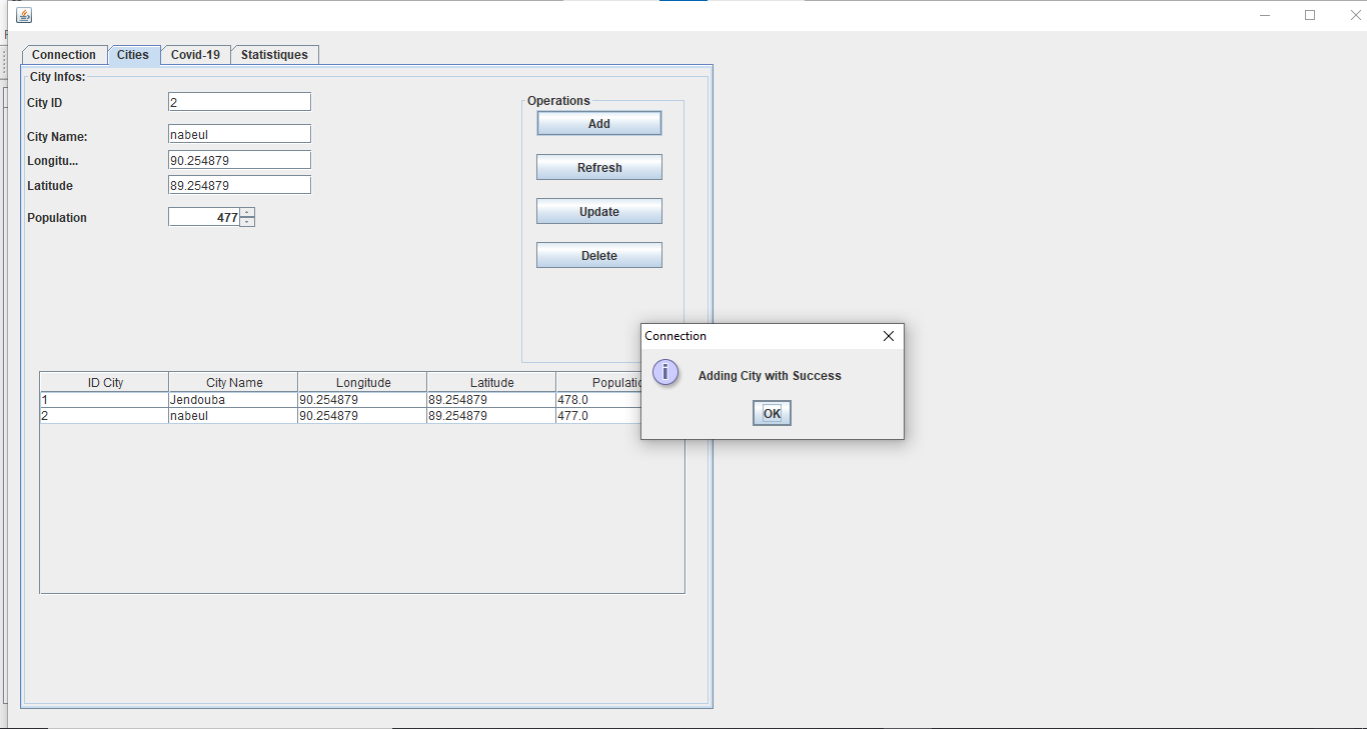 Connection Cities Covid-19 Statistiques
City Infos:
City ID 2
City Name: nabeul
Longitu... 90.254879
Latitude 89.254879
Population 477
Operations
Add
Refresh
Update
Delete
Connection
Adding City with Success
OK
ID City City Name Longitude Latitude
1 Jendouba 90.254879 89.254879 478.0
2 nabeul 90.254879 89.254879 477.0